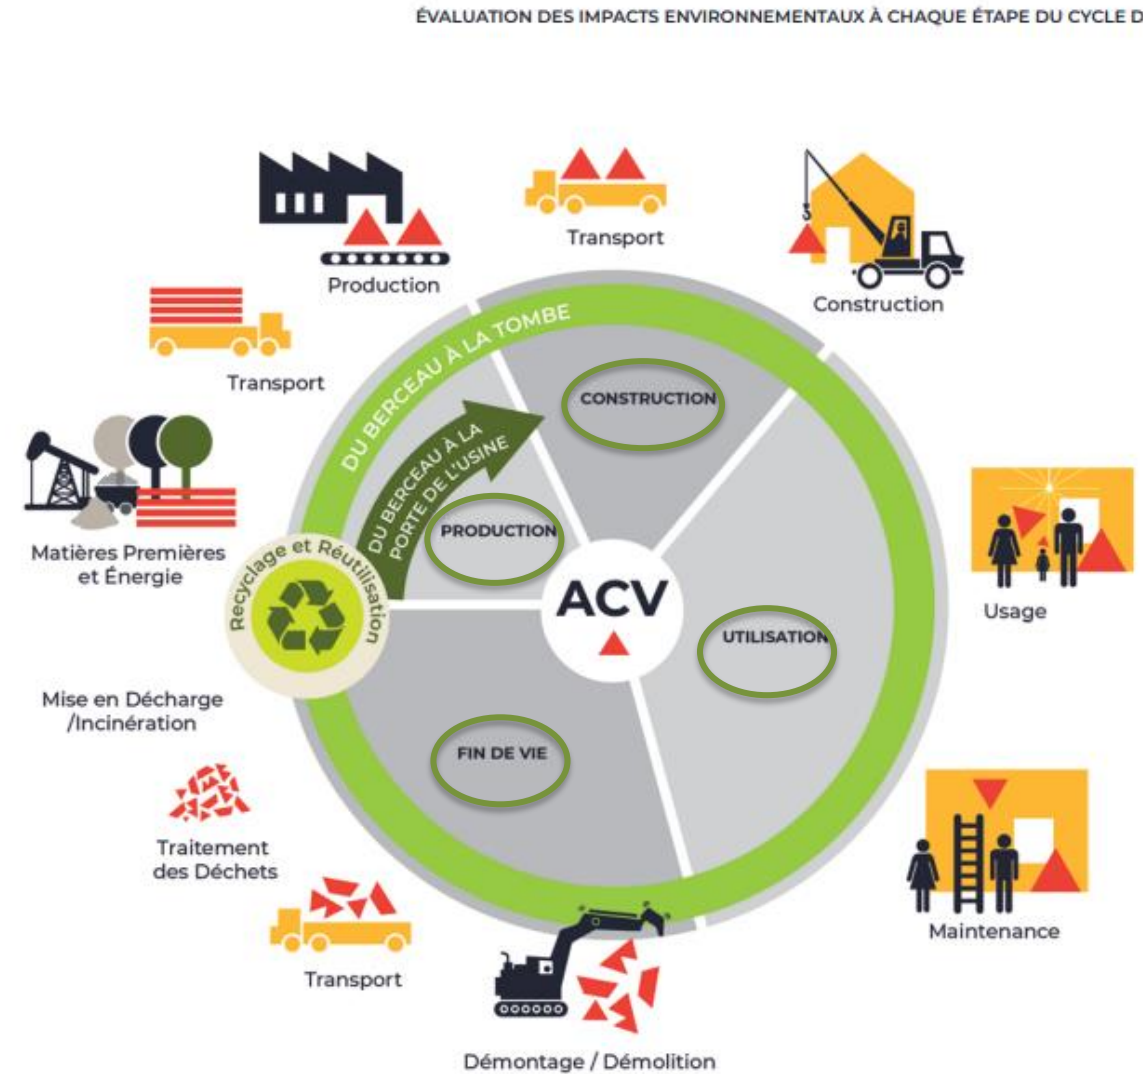 ÉVALUATION DES IMPACTS ENVIRONNEMENTAUX À CHAQUE ÉTAPE DU CYCLE D
Transport
Production
Construction
Transport
DU BERCEAU À LA TOMBE
CONSTRUCTION
DU BERCEAU À LA
PORTE DE L'USINE
PRODUCTION
Matières Premières
et Énergie
Recyclage et Réutilisation
ACV
Usage
UTILISATION
Mise en Décharge
/Incinération
FIN DE VIE
Traitement
des Déchets
Maintenance
Transport
Démontage / Démolition